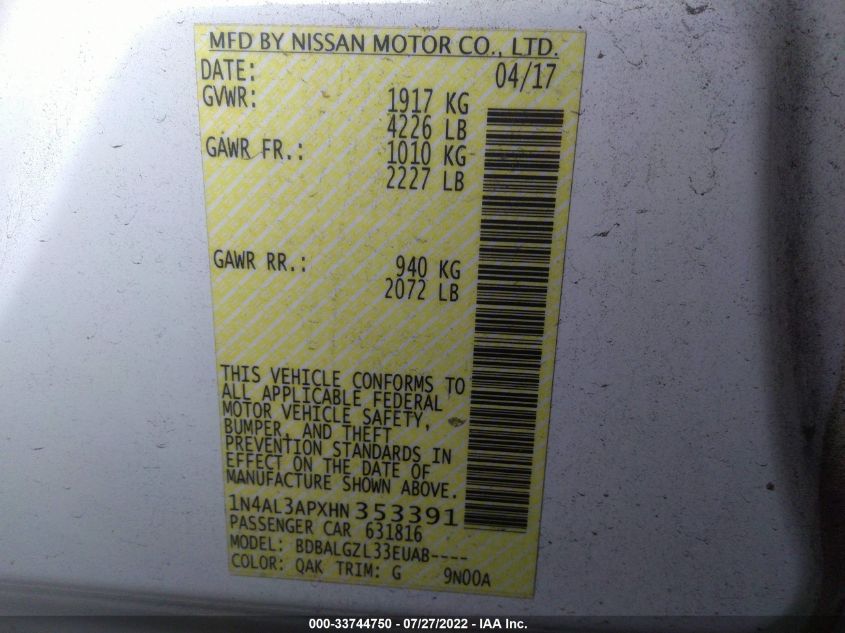 MFD BY NISSAN MOTOR CO., LTD.
DATE: 04/17
GVWR: 1917 KG
4226 LB
GAWR FR.: 1010 KG
2227 LB
GAWR RR.: 940 KG
2072 LB
THIS VEHICLE CONFORMS TO
ALL APPLICABLE FEDERAL
MOTOR VEHICLE SAFETY,
BUMPER, AND THEFT
PREVENTION STANDARDS IN
EFFECT ON THE DATE OF
MANUFACTURE SHOWN ABOVE.
1N4AL3APXHN353391
PASSENGER CAR 631816
MODEL: BDBALGZL33EUAB----
COLOR: QAK TRIM: G 9N00A
000-33744750 / 07/27/2022 - IAA Inc.